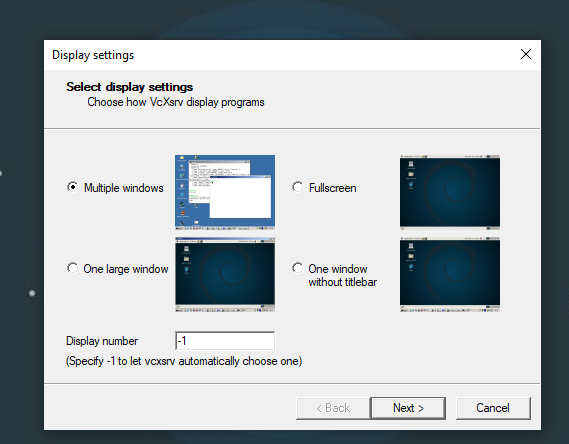 Display settings
Select display settings
Choose how VcXsrv display programs
Multiple windows
Fullscreen
One large window
One window
without titlebar
Display number
-1
(Specify -1 to let vcxsrv automatically choose one)
< Back
Next >
Cancel